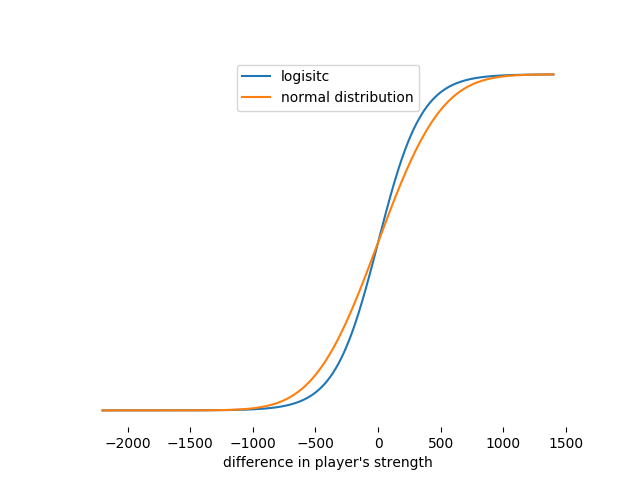 logisitc
normal distribution
−2000 −1500 −1000 −500 0 500 1000 1500
difference in player's strength